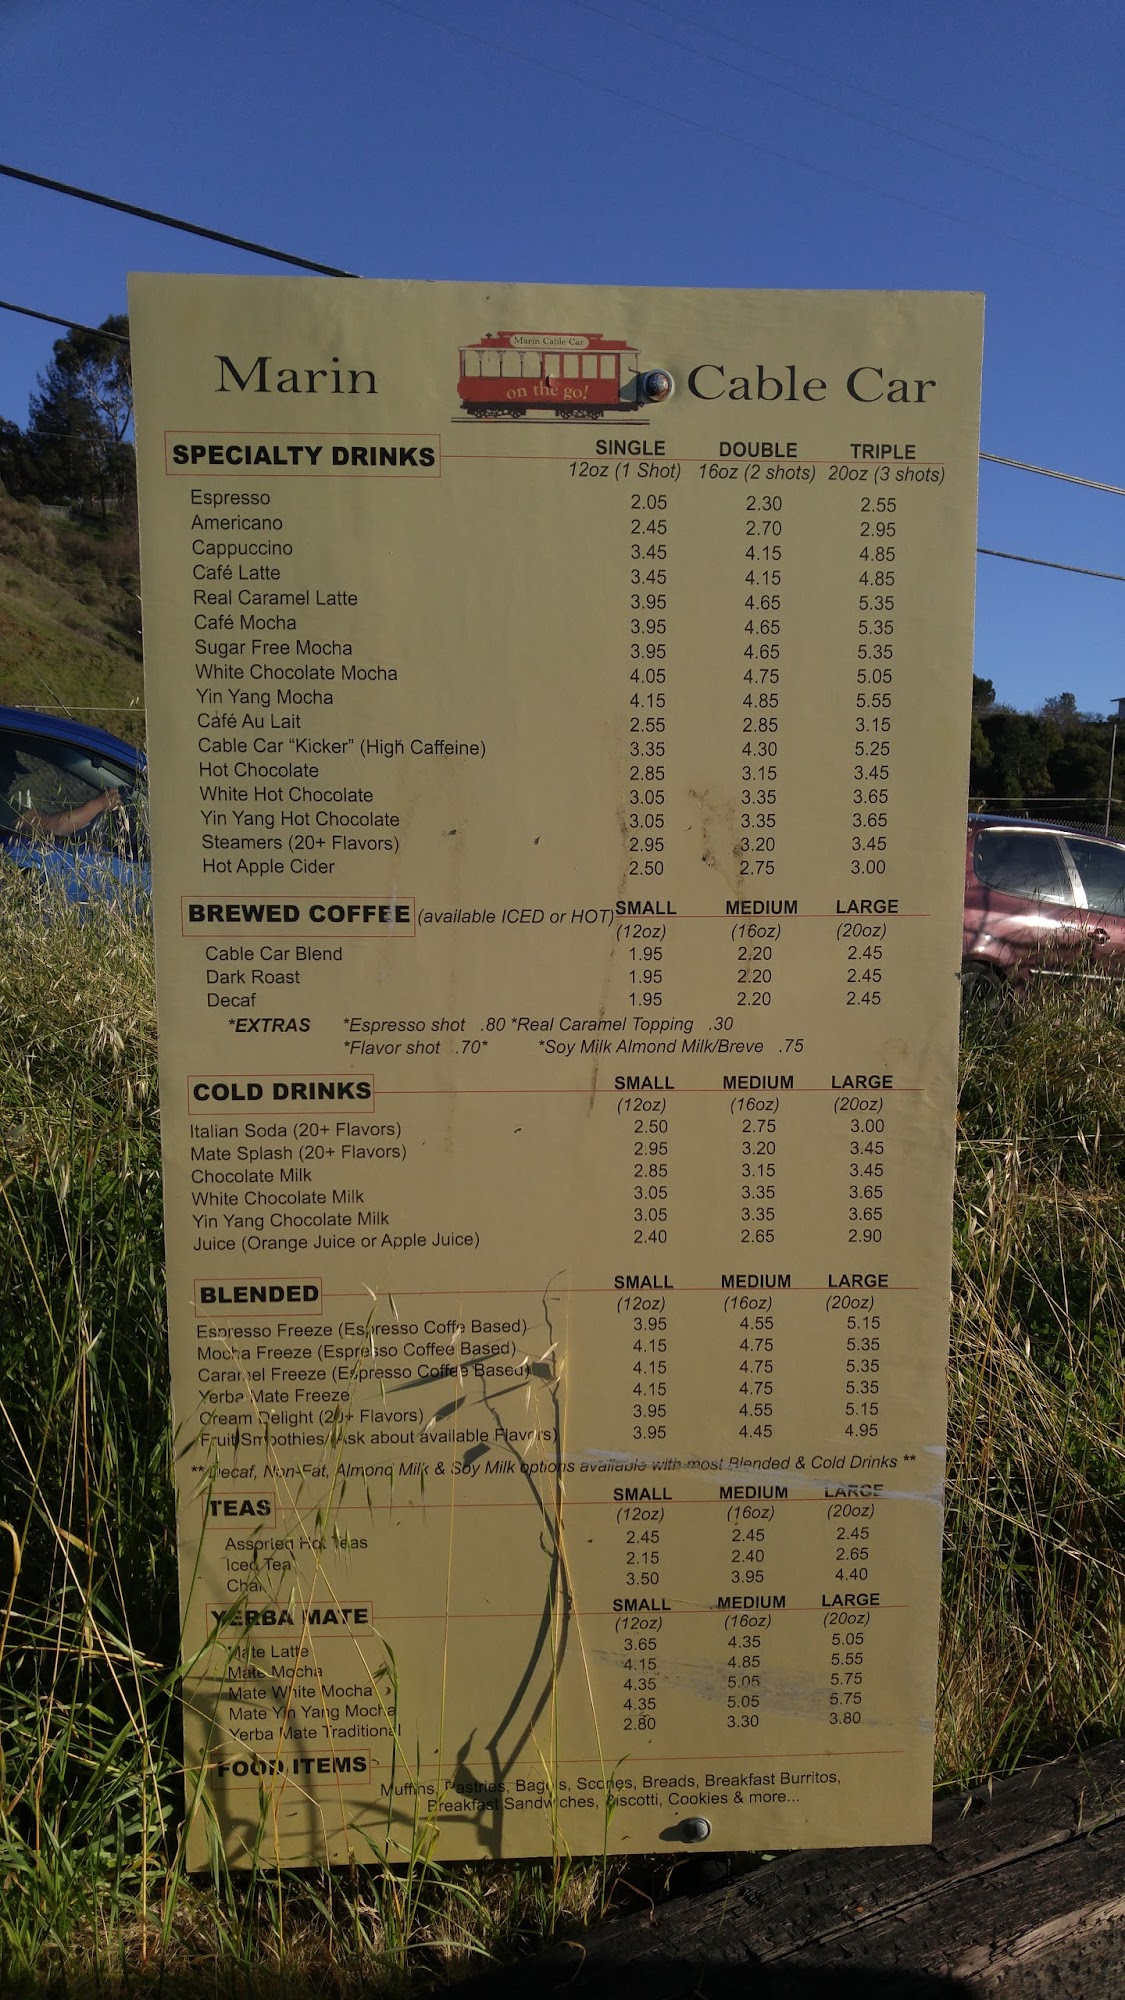 Marin Cable Car
Marin Cable Car
on the go!
SPECIALTY DRINKS SINGLE DOUBLE TRIPLE
12oz (1 Shot) 16oz (2 shots) 20oz (3 shots)
Espresso 2.05 2.30 2.55
Americano 2.45 2.70 2.95
Cappuccino 3.45 4.15 4.85
Café Latte 3.45 4.15 4.85
Real Caramel Latte 3.95 4.65 5.35
Café Mocha 3.95 4.65 5.35
Sugar Free Mocha 3.95 4.65 5.35
White Chocolate Mocha 4.05 4.75 5.05
Yin Yang Mocha 4.15 4.85 5.55
Café Au Lait 2.55 2.85 3.15
Cable Car “Kicker” (High Caffeine) 3.35 4.30 5.25
Hot Chocolate 2.85 3.15 3.45
White Hot Chocolate 3.05 3.35 3.65
Yin Yang Hot Chocolate 3.05 3.35 3.65
Steamers (20+ Flavors) 2.95 3.20 3.45
Hot Apple Cider 2.50 2.75 3.00
BREWED COFFEE (available ICED or HOT) SMALL MEDIUM LARGE
(12oz) (16oz) (20oz)
Cable Car Blend 1.95 2.20 2.45
Dark Roast 1.95 2.20 2.45
Decaf 1.95 2.20 2.45
*EXTRAS *Espresso shot .80 *Real Caramel Topping .30
*Flavor shot .70* *Soy Milk Almond Milk/Breve .75
COLD DRINKS SMALL MEDIUM LARGE
(12oz) (16oz) (20oz)
Italian Soda (20+ Flavors) 2.50 2.75 3.00
Mate Splash (20+ Flavors) 2.95 3.20 3.45
Chocolate Milk 2.85 3.15 3.45
White Chocolate Milk 3.05 3.35 3.65
Yin Yang Chocolate Milk 3.05 3.35 3.65
Juice (Orange Juice or Apple Juice) 2.40 2.65 2.90
BLENDED SMALL MEDIUM LARGE
(12oz) (16oz) (20oz)
Espresso Freeze (Espresso Coffe Based) 3.95 4.55 5.15
Mocha Freeze (Espresso Coffee Based) 4.15 4.75 5.35
Caramel Freeze (Espresso Coffee Based) 4.15 4.75 5.35
Yerba Mate Freeze 4.15 4.75 5.35
Cream Delight (20+ Flavors) 3.95 4.55 5.15
Fruit Smoothies (Ask about available Flavors) 3.95 4.45 4.95
** Decaf, Non-Fat, Almond Milk & Soy Milk options available with most Blended & Cold Drinks **
TEAS SMALL MEDIUM LARGE
(12oz) (16oz) (20oz)
Assorted Hot Teas 2.45 2.45 2.45
Iced Tea 2.15 2.40 2.65
Chai 3.50 3.95 4.40
YERBA MATE SMALL MEDIUM LARGE
(12oz) (16oz) (20oz)
Mate Latte 3.65 4.35 5.05
Mate Mocha 4.15 4.85 5.55
Mate White Mocha 4.35 5.05 5.75
Mate Yin Yang Mocha 4.35 5.05 5.75
Yerba Mate Traditional 2.80 3.30 3.80
FOOD ITEMS
Muffins, Pastries, Bagels, Scones, Breads, Breakfast Burritos,
Breakfast Sandwiches, Biscotti, Cookies & more...